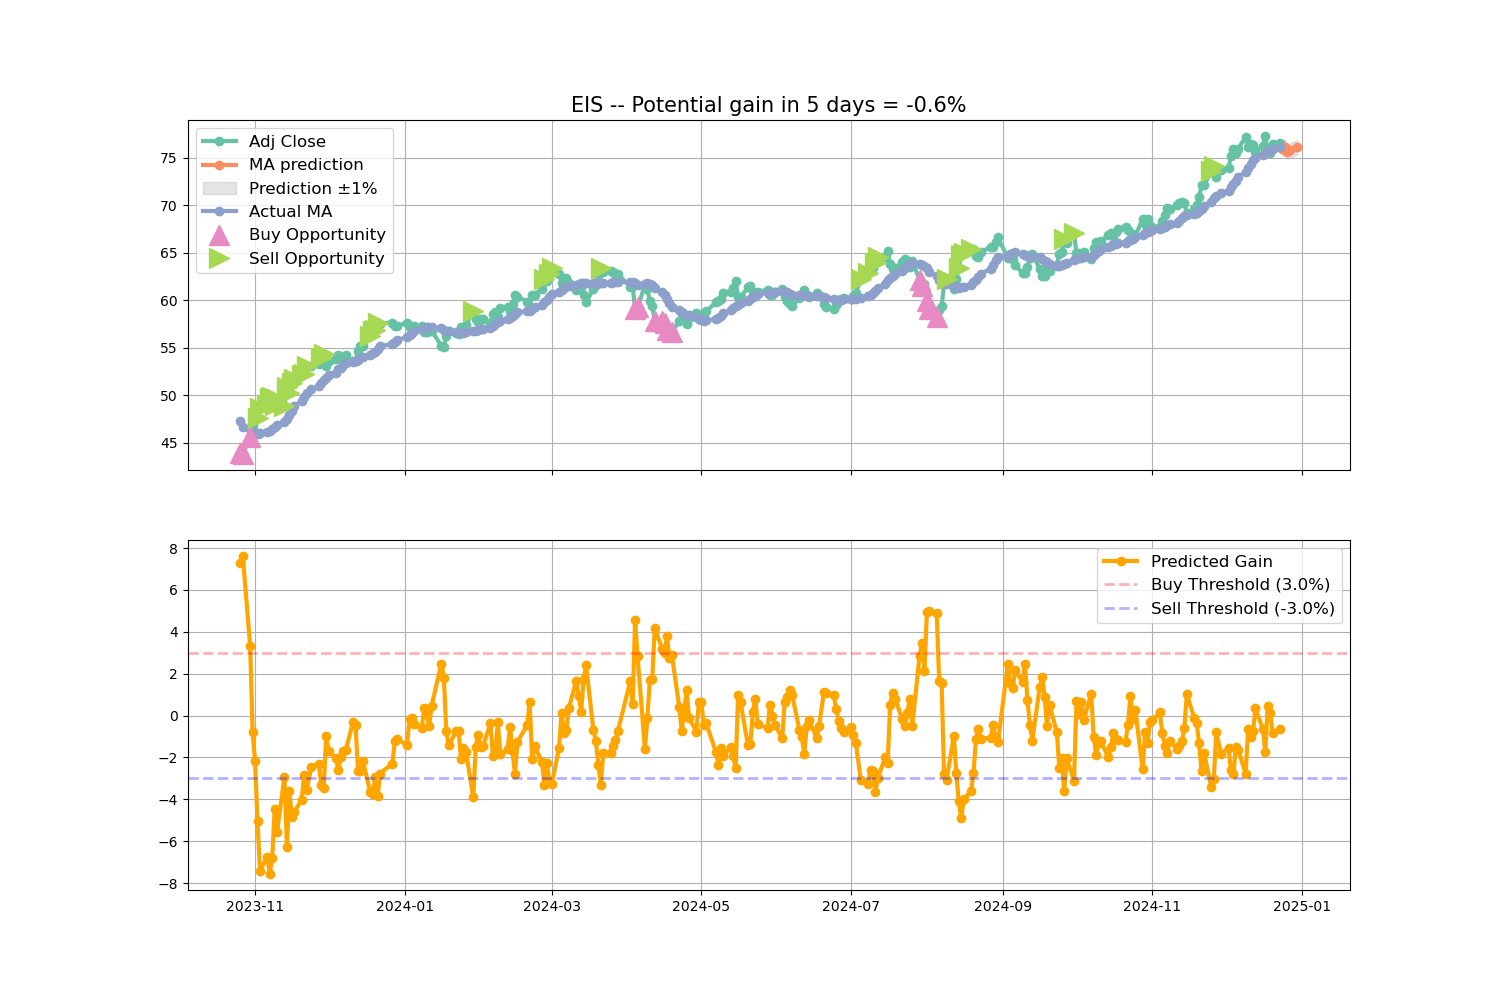 EIS -- Potential gain in 5 days = -0.6%
Adj Close
MA prediction
Prediction ±1%
Actual MA
Buy Opportunity
Sell Opportunity
75
70
65
60
55
50
45
Predicted Gain
Buy Threshold (3.0%)
Sell Threshold (-3.0%)
8
6
4
2
0
−2
−4
−6
−8
2023-11
2024-01
2024-03
2024-05
2024-07
2024-09
2024-11
2025-01